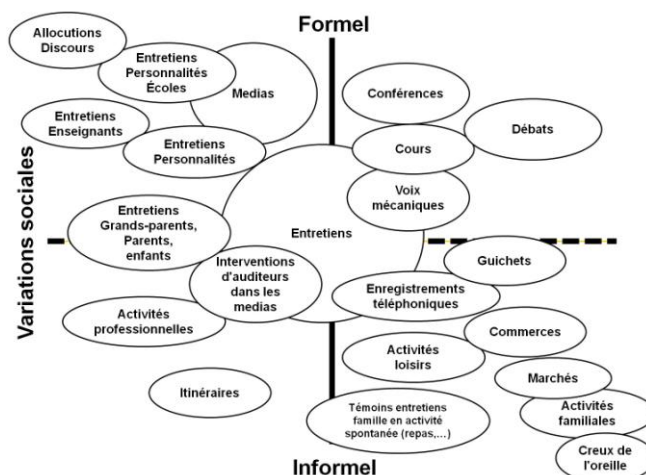 Formel
Allocutions
Discours
Entretiens
Personnalités
Écoles
Medias
Conférences
Entretiens
Enseignants
Débats
Entretiens
Personnalités
Cours
Voix
mécaniques
Variations sociales
Entretiens
Grands-parents,
Parents,
enfants
Entretiens
Interventions
d'auditeurs
dans les
medias
Guichets
Enregistrements
téléphoniques
Activités
professionnelles
Commerces
Activités
loisirs
Marchés
Itinéraires
Témoins entretiens
famille en activité
spontanée (repas,...)
Activités
familiales
Creux de
l'oreille
Informel